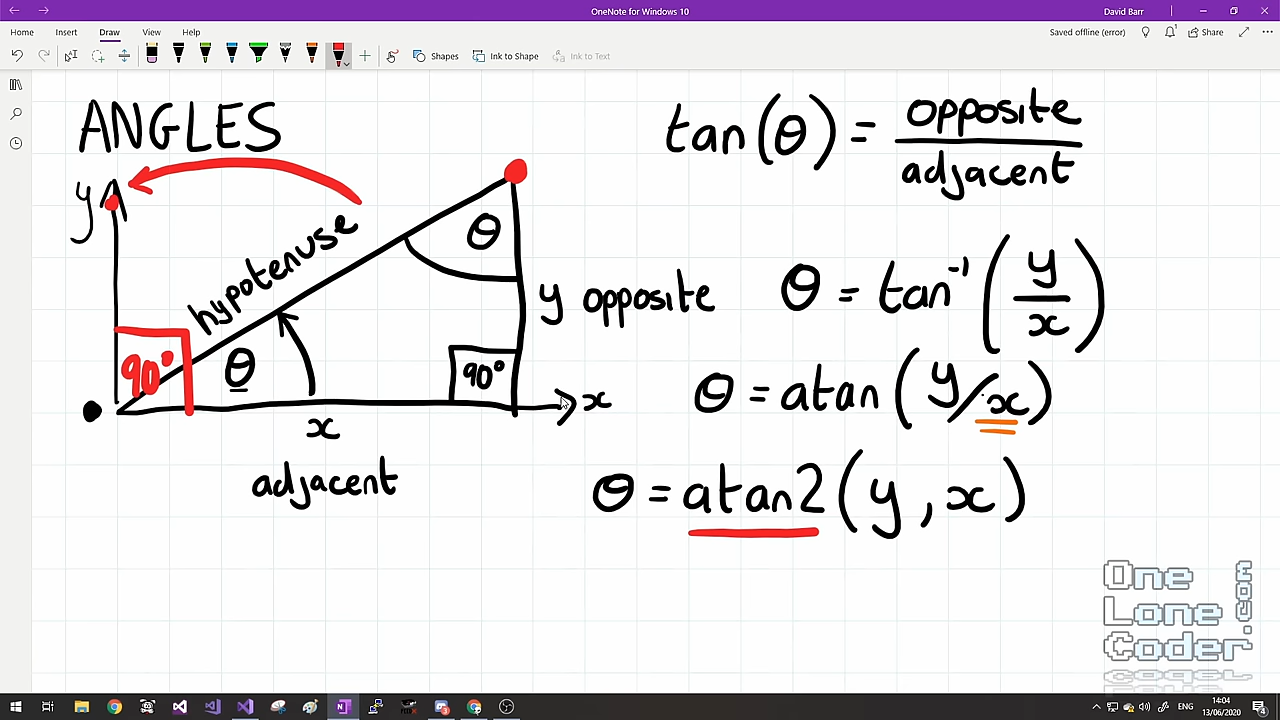 OneNote for Windows 10
David Barr
Home Insert Draw View Help
Saved offline (error)
Share
Shapes
Ink to Shape
Ink to Text
ANGLES
tan(θ) = opposite
adjacent
y
hypotenuse
θ
y opposite
θ = tan⁻¹(y
x)
90°
θ
90°
x
x
θ = atan(y/x)
adjacent
θ = atan2(y, x)
One
Lone
Coder
.com
ENG
14:04
13/06/2020
4